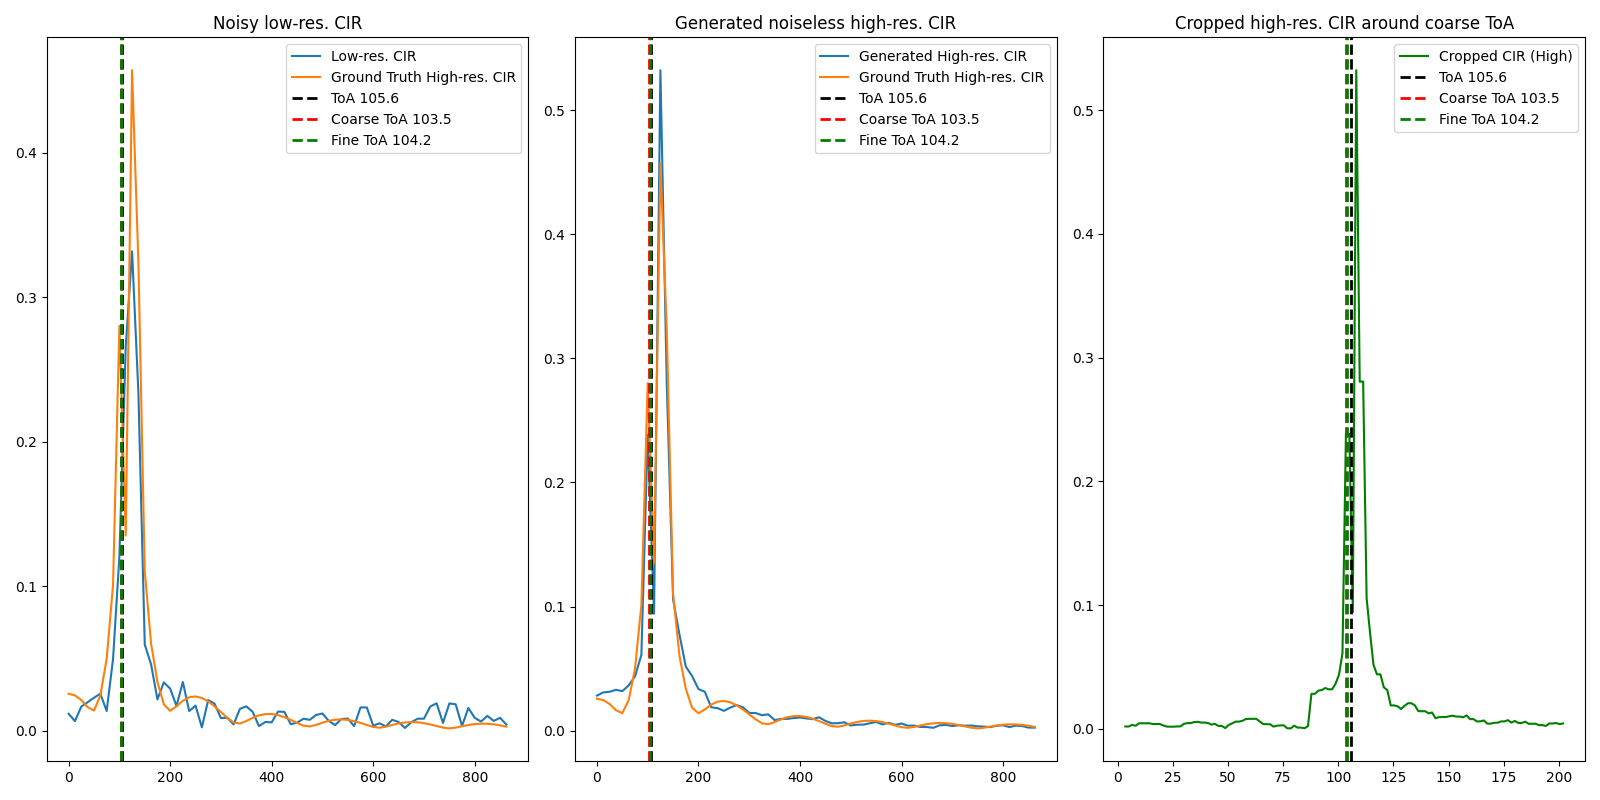 Noisy low-res. CIR
Low-res. CIR
Ground Truth High-res. CIR
ToA 105.6
Coarse ToA 103.5
Fine ToA 104.2
0.4
0.3
0.2
0.1
0.0
0 200 400 600 800
Generated noiseless high-res. CIR
Generated High-res. CIR
Ground Truth High-res. CIR
ToA 105.6
Coarse ToA 103.5
Fine ToA 104.2
0.5
0.4
0.3
0.2
0.1
0.0
0 200 400 600 800
Cropped high-res. CIR around coarse ToA
Cropped CIR (High)
ToA 105.6
Coarse ToA 103.5
Fine ToA 104.2
0.5
0.4
0.3
0.2
0.1
0.0
0 25 50 75 100 125 150 175 200